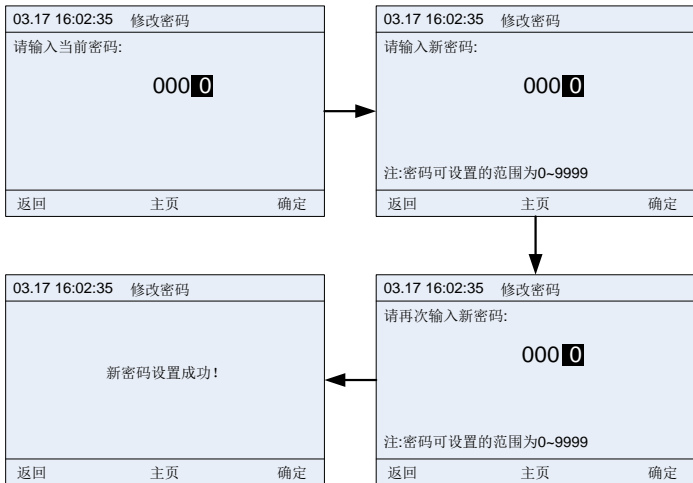 03.17 16:02:35 修改密码
请输入当前密码:
0000
返回 主页 确定
03.17 16:02:35 修改密码
请输入新密码:
0000
注:密码可设置的范围为0~9999
返回 主页 确定
03.17 16:02:35 修改密码
请再次输入新密码:
0000
注:密码可设置的范围为0~9999
返回 主页 确定
03.17 16:02:35 修改密码
新密码设置成功！
返回 主页 确定